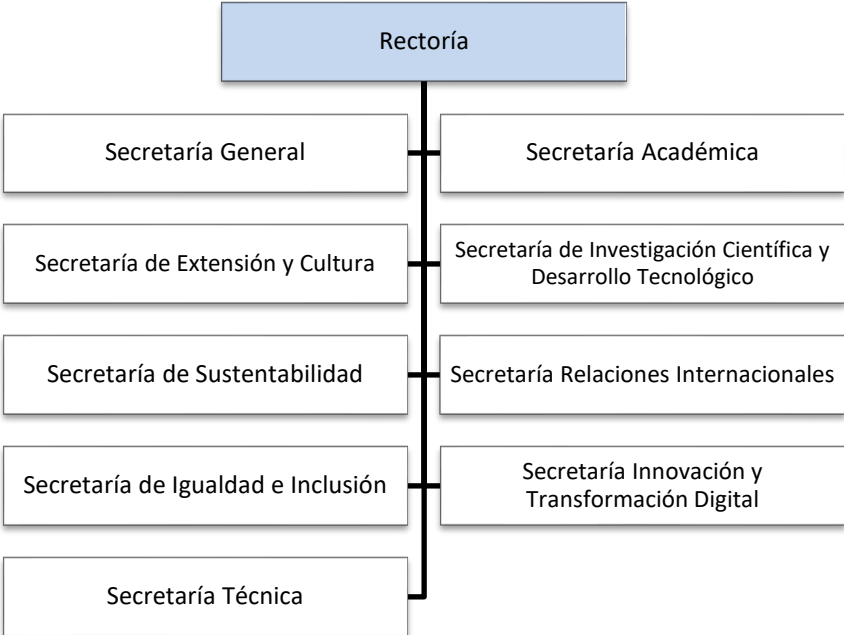 Rectoría
Secretaría General
Secretaría Académica
Secretaría de Extensión y Cultura
Secretaría de Investigación Científica y
Desarrollo Tecnológico
Secretaría de Sustentabilidad
Secretaría Relaciones Internacionales
Secretaría de Igualdad e Inclusión
Secretaría Innovación y
Transformación Digital
Secretaría Técnica